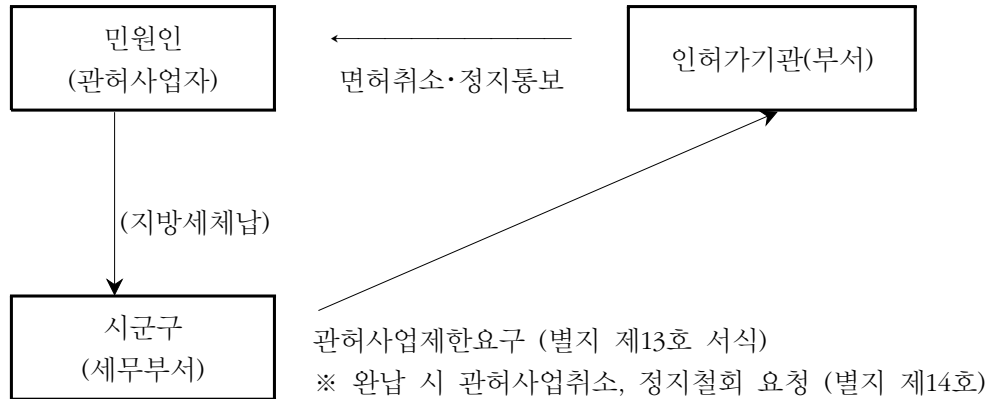 민원인
(관허사업자)
면허취소·정지통보
인허가기관(부서)
(지방세체납)
시군구
(세무부서)
관허사업제한요구 (별지 제13호 서식)
※ 완납 시 관허사업취소, 정지철회 요청 (별지 제14호)